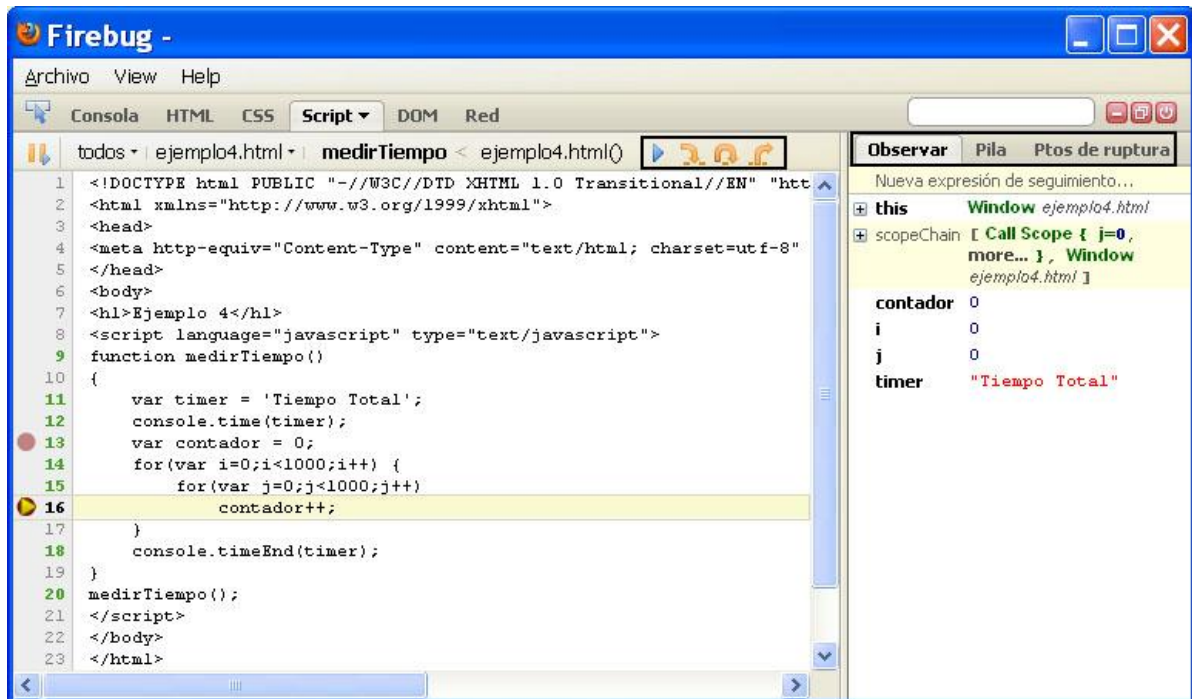 Firebug -
Archivo View Help
Consola HTML CSS Script DOM Red
todos ejemplo4.html medirTiempo < ejemplo4.html()
1 <!DOCTYPE html PUBLIC "-//W3C//DTD XHTML 1.0 Transitional//EN" "htt
2 <html xmlns="http://www.w3.org/1999/xhtml">
3 <head>
4 <meta http-equiv="Content-Type" content="text/html; charset=utf-8"
5 </head>
6 <body>
7 <h1>Ejemplo 4</h1>
8 <script language="javascript" type="text/javascript">
9 function medirTiempo()
10 {
11 var timer = 'Tiempo Total';
12 console.time(timer);
13 var contador = 0;
14 for(var i=0;i<1000;i++) {
15 for(var j=0;j<1000;j++)
16 contador++;
17 }
18 console.timeEnd(timer);
19 }
20 medirTiempo();
21 </script>
22 </body>
23 </html>
Observar Pila Ptos de ruptura
Nueva expresión de seguimiento...
this Window ejemplo4.html
scopeChain [ Call Scope { j=0,
more... } , Window
ejemplo4.html ]
contador 0
i 0
j 0
timer "Tiempo Total"